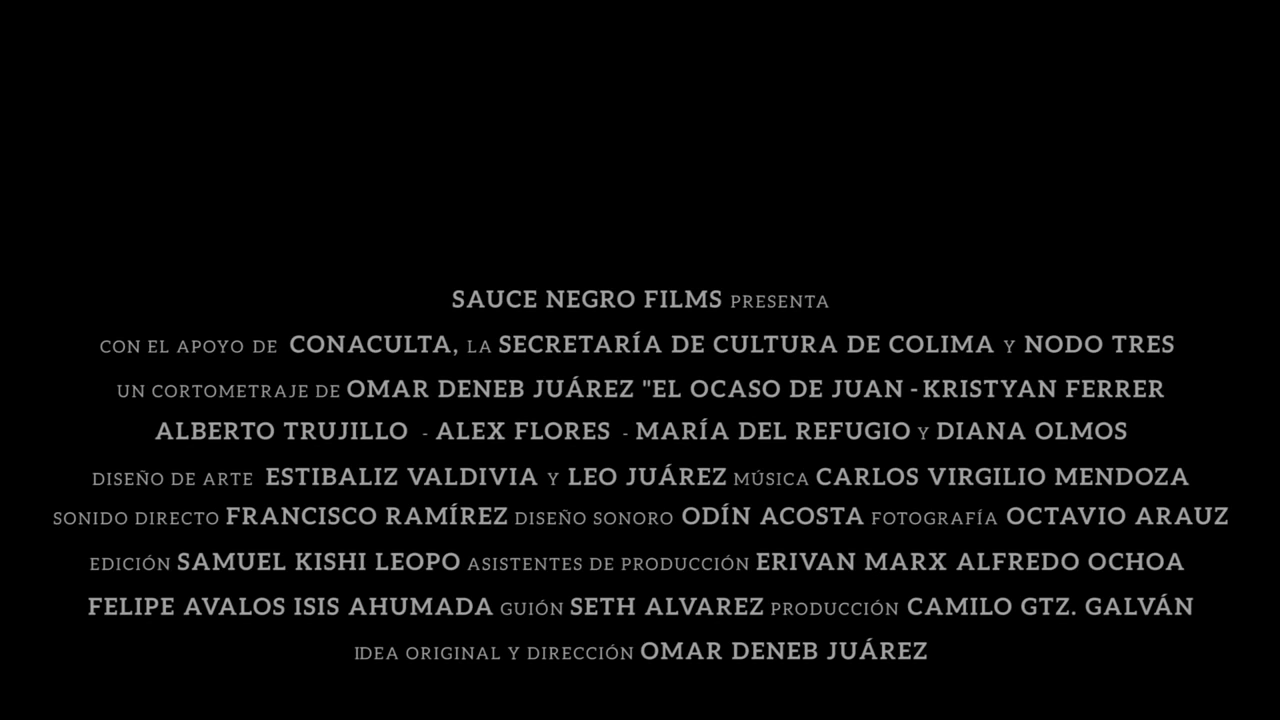 SAUCE NEGRO FILMS PRESENTA
CON EL APOYO DE CONACULTA, LA SECRETARÍA DE CULTURA DE COLIMA Y NODO TRES
UN CORTOMETRAJE DE OMAR DENEB JUÁREZ "EL OCASO DE JUAN - KRISTYAN FERRER
ALBERTO TRUJILLO - ALEX FLORES - MARÍA DEL REFUGIO Y DIANA OLMOS
DISEÑO DE ARTE ESTIBALIZ VALDIVIA Y LEO JUÁREZ MÚSICA CARLOS VIRGILIO MENDOZA
SONIDO DIRECTO FRANCISCO RAMÍREZ DISEÑO SONORO ODÍN ACOSTA FOTOGRAFÍA OCTAVIO ARAUZ
EDICIÓN SAMUEL KISHI LEOPO ASISTENTES DE PRODUCCIÓN ERIVAN MARX ALFREDO OCHOA
FELIPE AVALOS ISIS AHUMADA GUIÓN SETH ALVAREZ PRODUCCIÓN CAMILO GTZ. GALVÁN
IDEA ORIGINAL Y DIRECCIÓN OMAR DENEB JUÁREZ